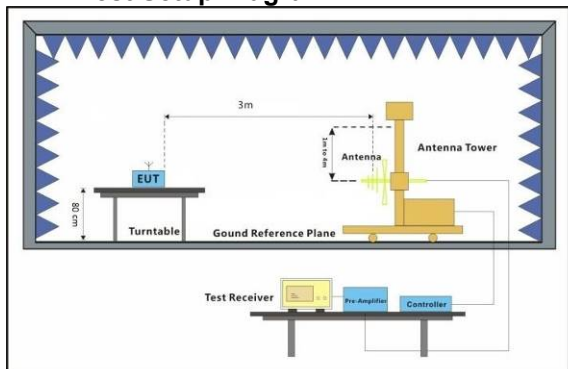 3m
1m to 4m
Antenna
Antenna Tower
EUT
80 cm
Turntable
Gound Reference Plane
Test Receiver
Pre-Amplifier
Controller